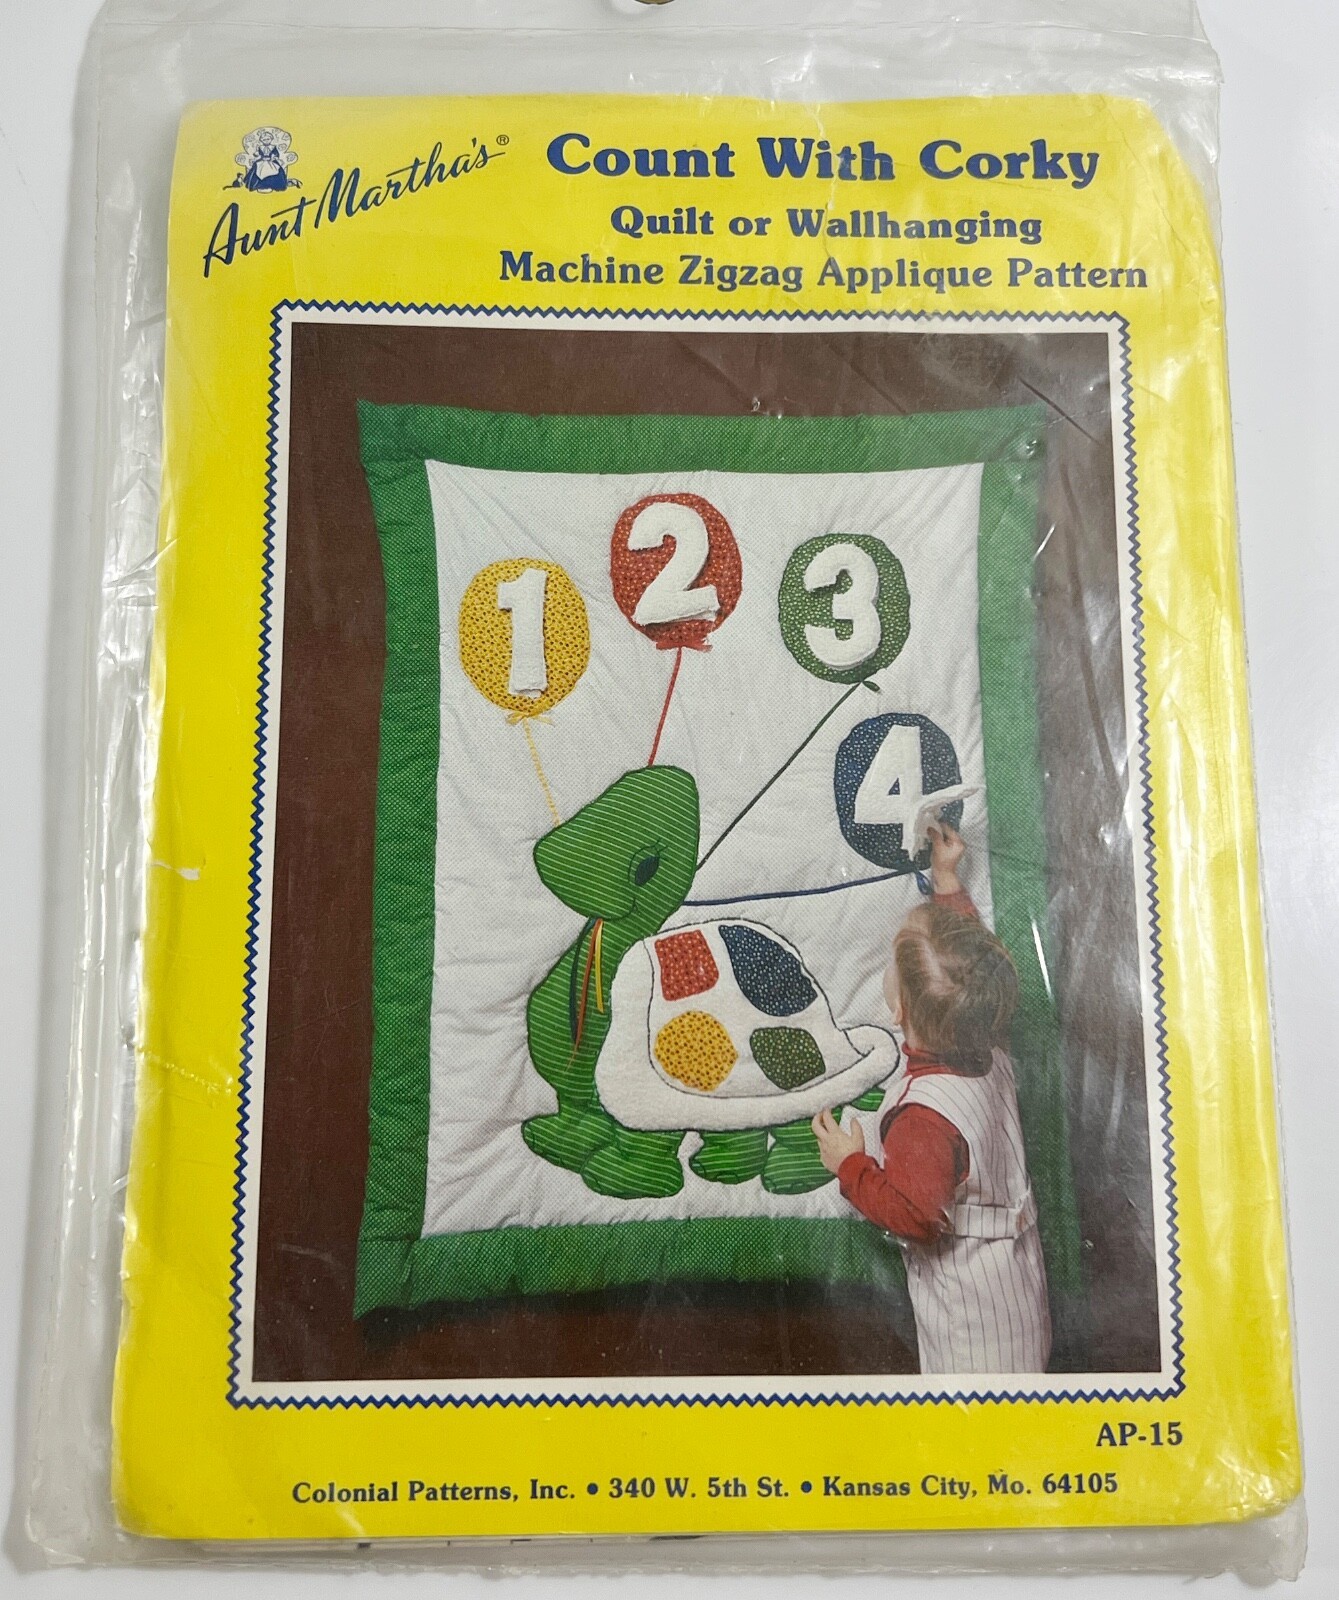 Aunt Martha's®
Count With Corky
Quilt or Wallhanging
Machine Zigzag Applique Pattern
1
2
3
4
AP-15
Colonial Patterns, Inc. • 340 W. 5th St. • Kansas City, Mo. 64105